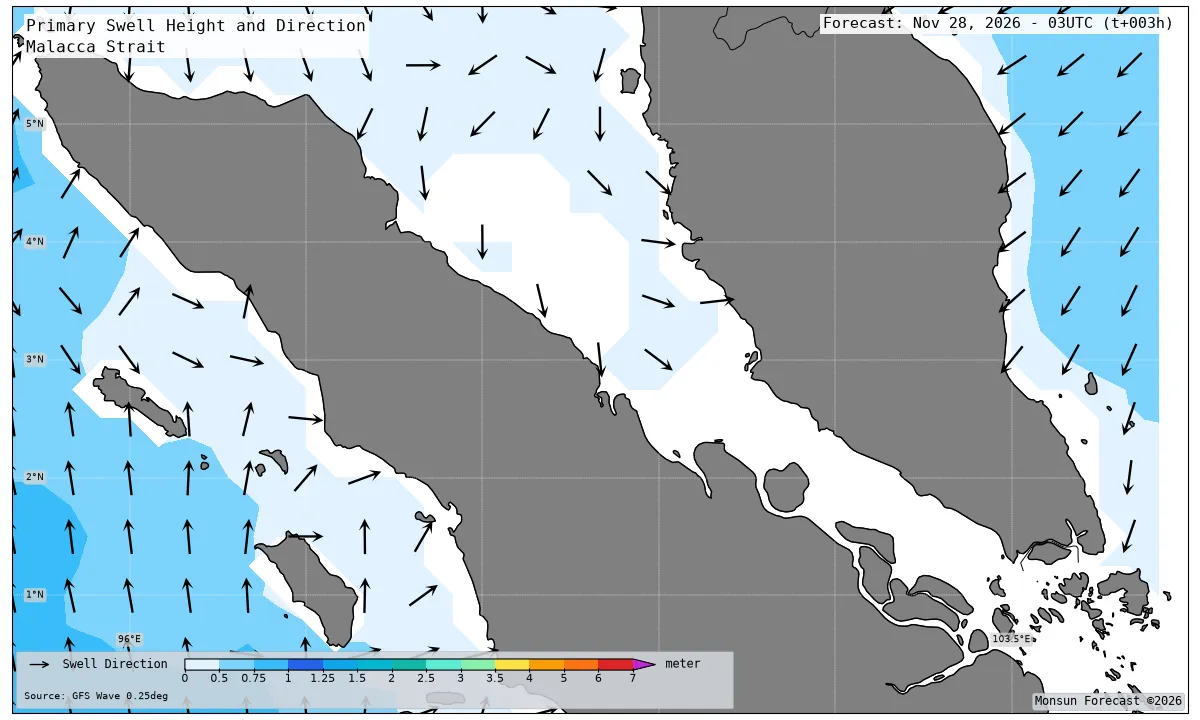 Primary Swell Height and Direction
Malacca Strait
Forecast: Nov 28, 2026 - 03UTC (t+003h)
5°N
4°N
3°N
2°N
1°N
96°E
103.5°E
Swell Direction
meter
0 0.5 0.75 1 1.25 1.5 2 2.5 3 3.5 4 5 6 7
Source: GFS Wave 0.25deg
Monsun Forecast ©2026